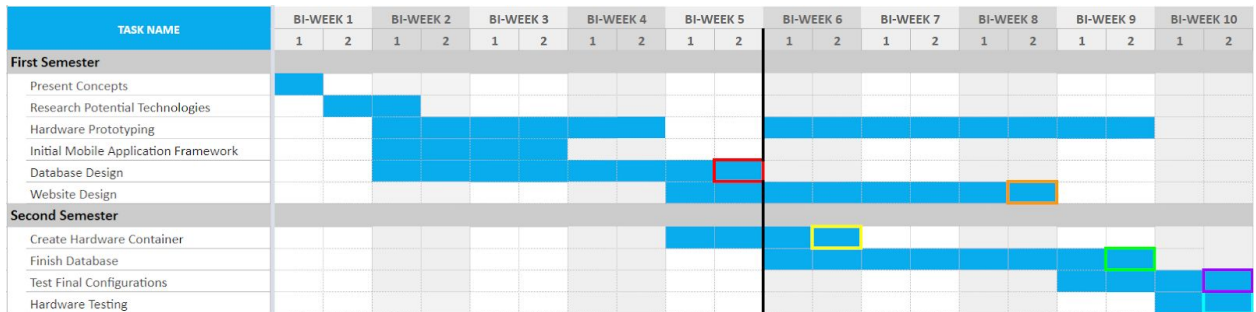 TASK NAME BI-WEEK 1 BI-WEEK 2 BI-WEEK 3 BI-WEEK 4 BI-WEEK 5 BI-WEEK 6 BI-WEEK 7 BI-WEEK 8 BI-WEEK 9 BI-WEEK 10
1 2 1 2 1 2 1 2 1 2 1 2 1 2 1 2 1 2 1 2
First Semester
Present Concepts
Research Potential Technologies
Hardware Prototyping
Initial Mobile Application Framework
Database Design
Website Design
Second Semester
Create Hardware Container
Finish Database
Test Final Configurations
Hardware Testing